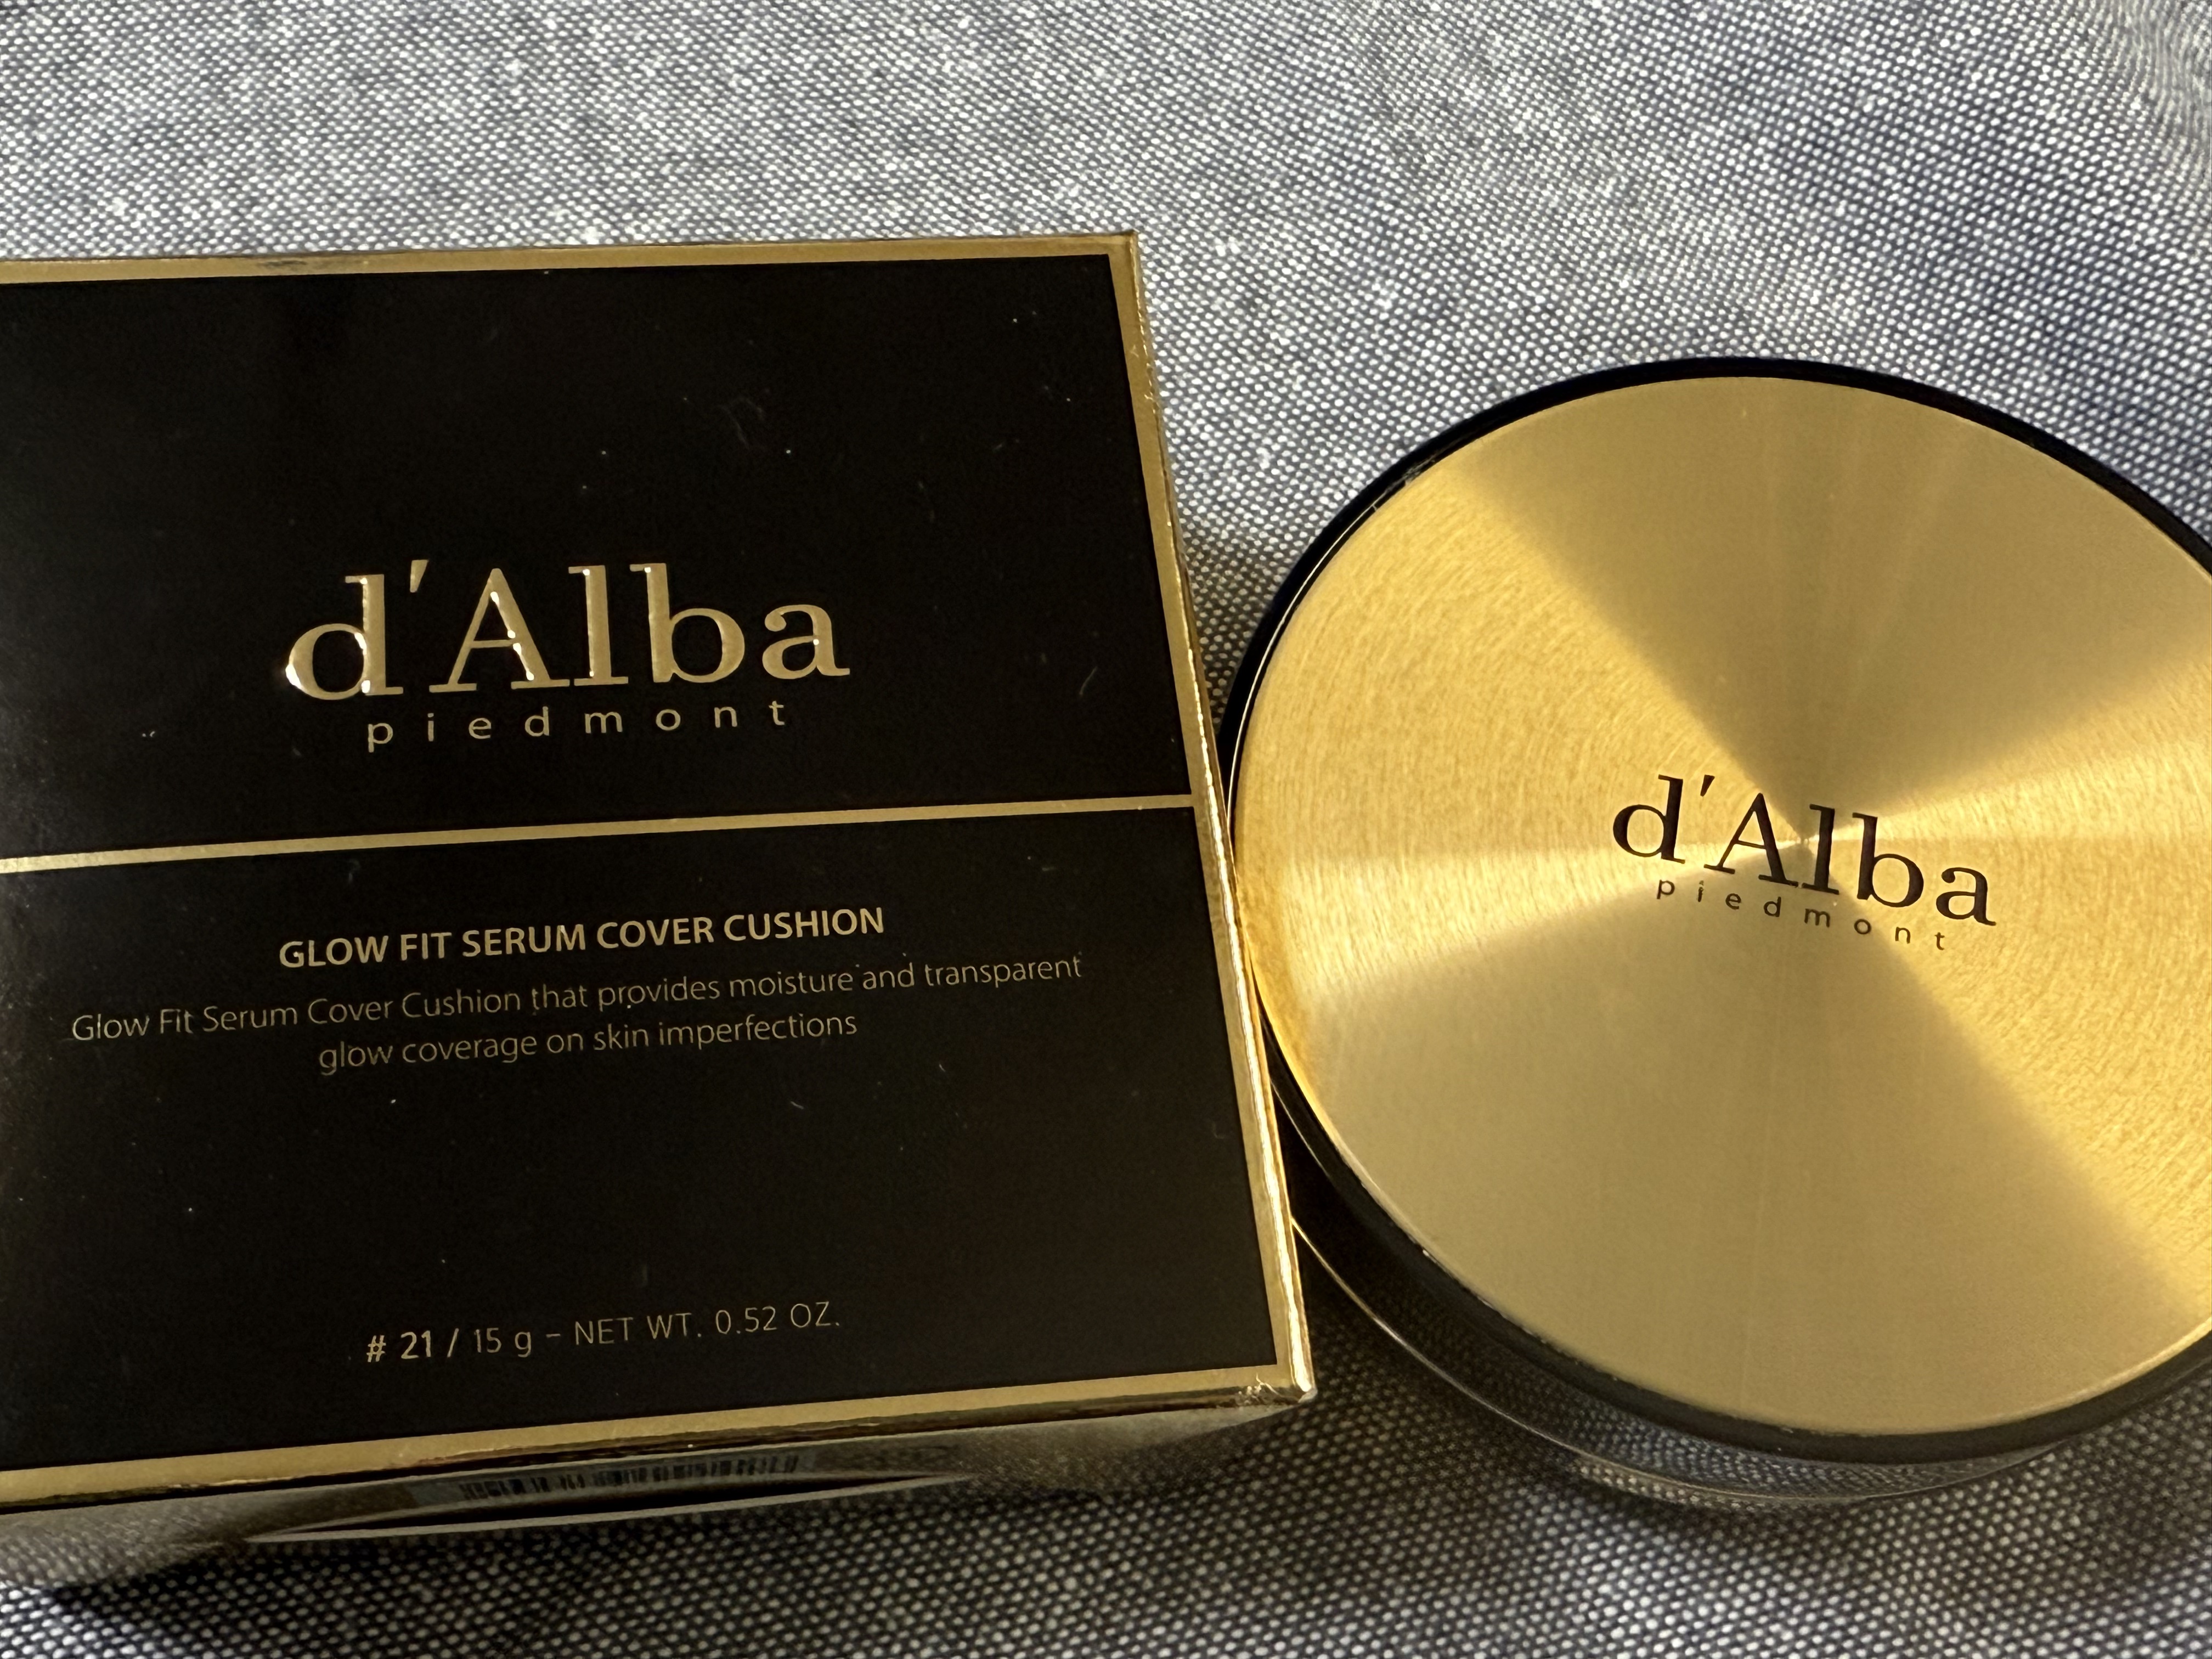 d'Alba
piedmont
GLOW FIT SERUM COVER CUSHION
Glow Fit Serum Cover Cushion that provides moisture and transparent
glow coverage on skin imperfections
# 21 / 15 g – NET WT. 0.52 OZ.
d'Alba
piedmont